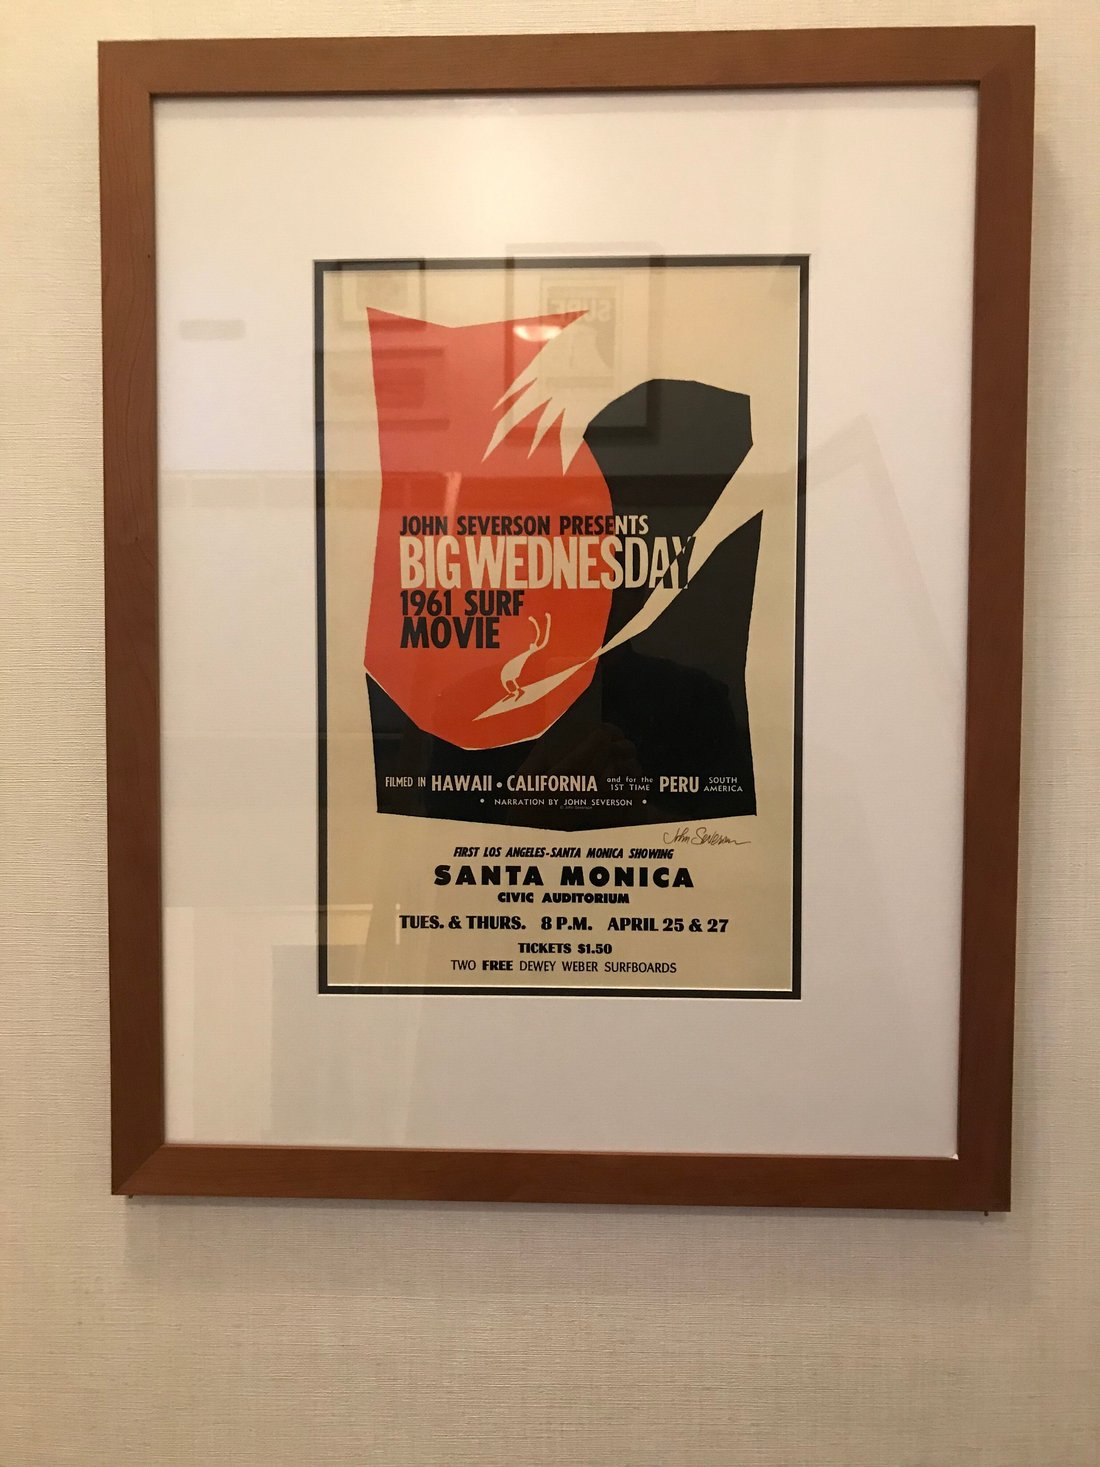 JOHN SEVERSON PRESENTS
BIG WEDNESDAY
1961 SURF
MOVIE
FILMED IN HAWAII • CALIFORNIA and for the 1ST TIME PERU SOUTH AMERICA
• NARRATION BY JOHN SEVERSON •
© John Severson
John Severson
FIRST LOS ANGELES-SANTA MONICA SHOWING
SANTA MONICA
CIVIC AUDITORIUM
TUES. & THURS. 8 P.M. APRIL 25 & 27
TICKETS $1.50
TWO FREE DEWEY WEBER SURFBOARDS